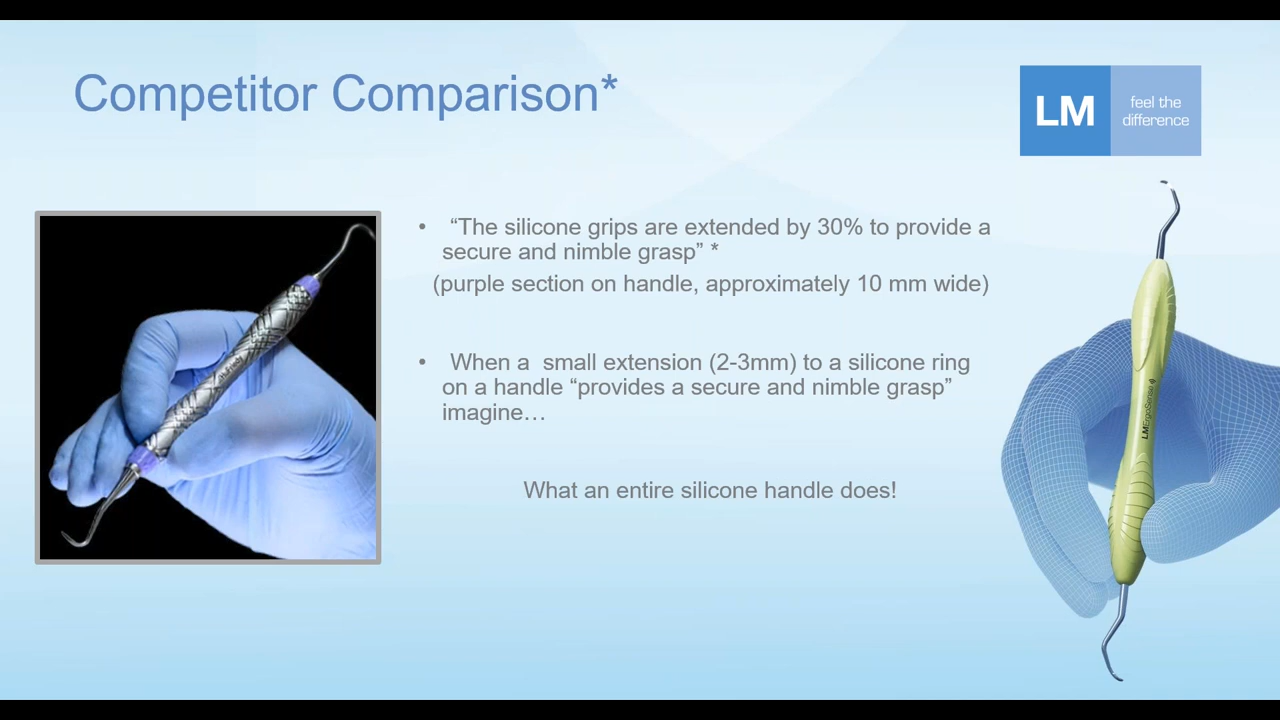 Competitor Comparison*
LM
feel the
difference
• “The silicone grips are extended by 30% to provide a
secure and nimble grasp” *
(purple section on handle, approximately 10 mm wide)
• When a small extension (2-3mm) to a silicone ring
on a handle “provides a secure and nimble grasp”
imagine…
What an entire silicone handle does!
LMErgoSense